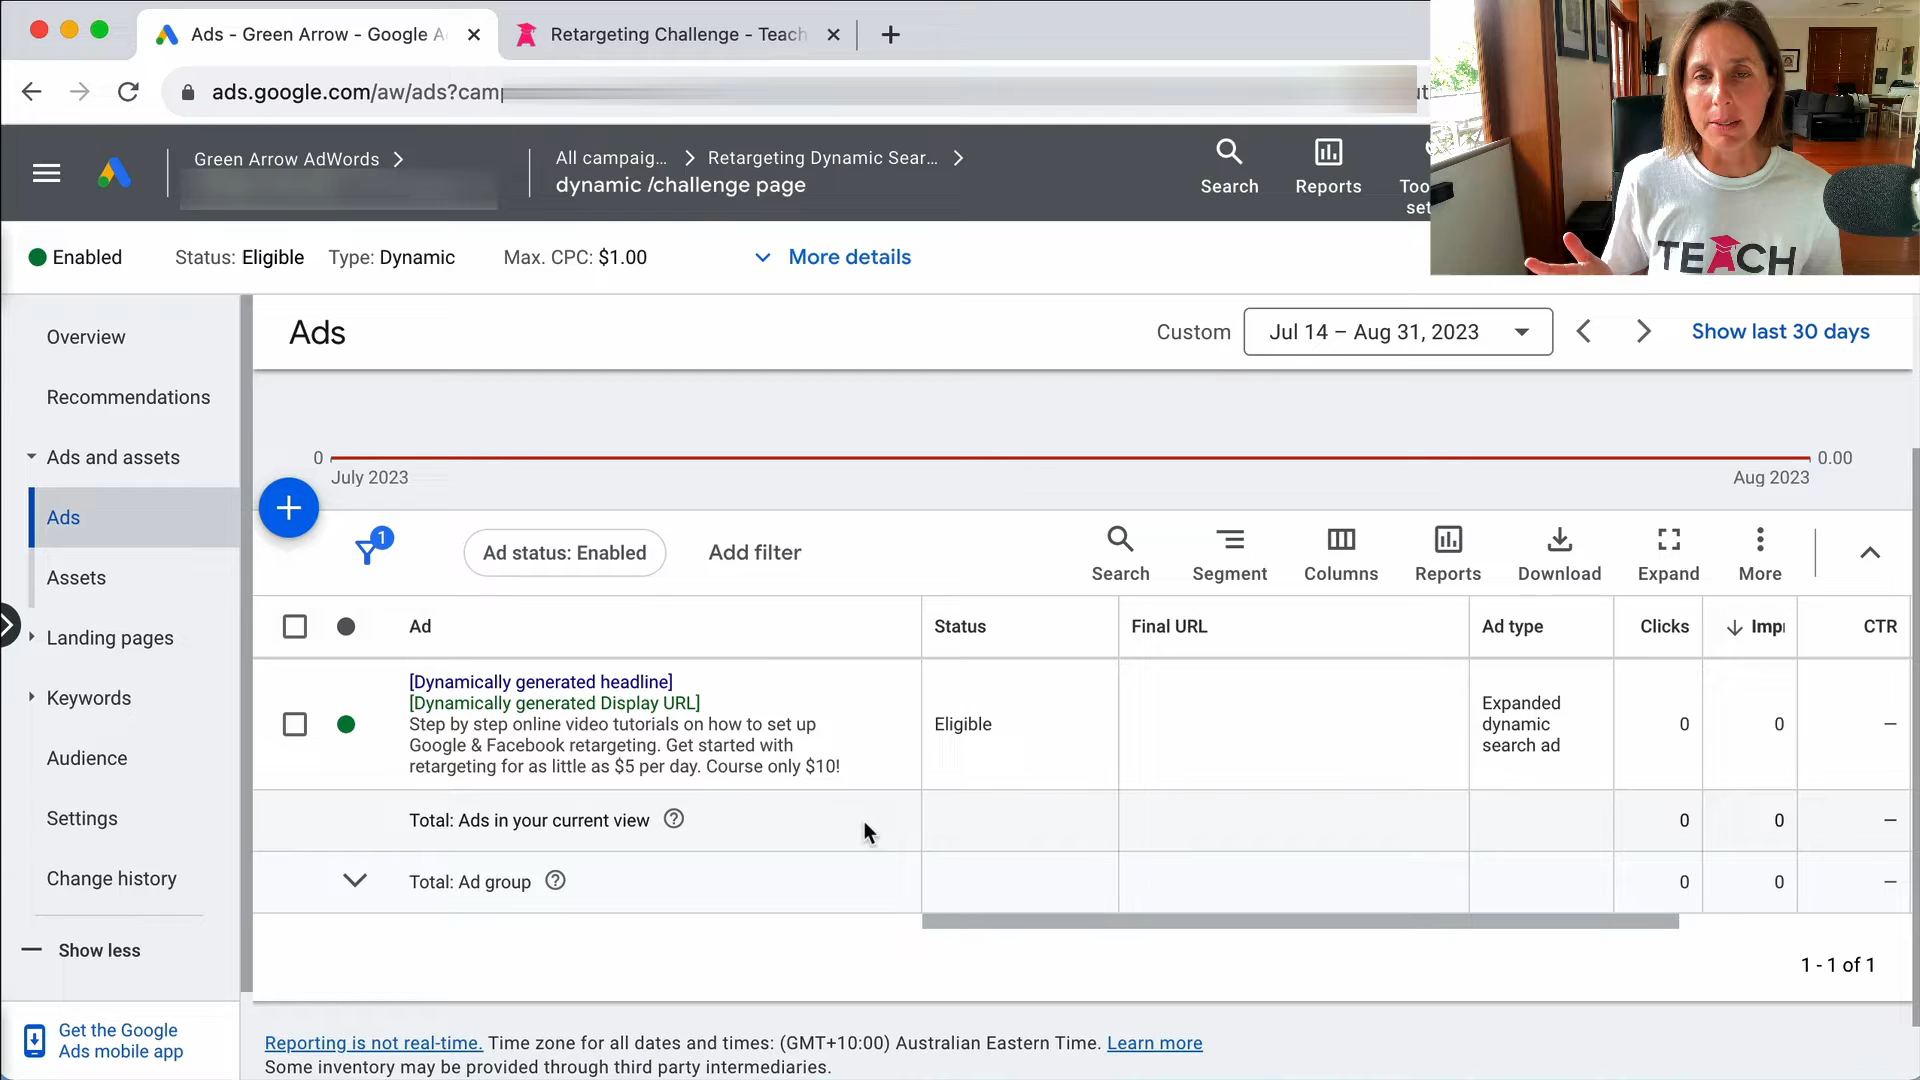 Ads - Green Arrow - Google A
Retargeting Challenge - Teach
ads.google.com/aw/ads?camp
Green Arrow AdWords
All campaig...
Retargeting Dynamic Sear...
dynamic /challenge page
Search
Reports
Too
set
TEACH
Enabled
Status: Eligible
Type: Dynamic
Max. CPC: $1.00
More details
Overview
Recommendations
Ads and assets
Ads
Assets
Landing pages
Keywords
Audience
Settings
Change history
Show less
Get the Google
Ads mobile app
Ads
Custom
Jul 14 – Aug 31, 2023
Show last 30 days
0
0.00
July 2023
Aug 2023
1
Ad status: Enabled
Add filter
Search
Segment
Columns
Reports
Download
Expand
More
Ad
Status
Final URL
Ad type
Clicks
Impr
CTR
[Dynamically generated headline]
[Dynamically generated Display URL]
Step by step online video tutorials on how to set up
Google & Facebook retargeting. Get started with
retargeting for as little as $5 per day. Course only $10!
Eligible
Expanded
dynamic
search ad
0
0
–
Total: Ads in your current view
0
0
–
Total: Ad group
0
0
–
1 - 1 of 1
Reporting is not real-time. Time zone for all dates and times: (GMT+10:00) Australian Eastern Time. Learn more
Some inventory may be provided through third party intermediaries.